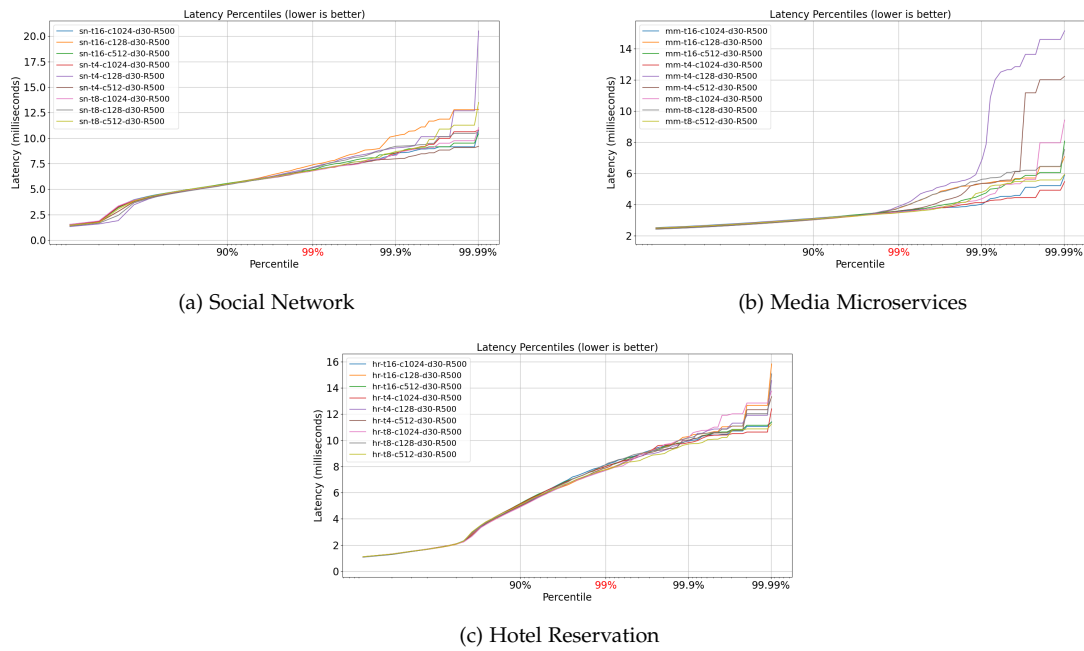 Latency Percentiles (lower is better)
sn-t16-c1024-d30-R500
sn-t16-c128-d30-R500
sn-t16-c512-d30-R500
sn-t4-c1024-d30-R500
sn-t4-c128-d30-R500
sn-t4-c512-d30-R500
sn-t8-c1024-d30-R500
sn-t8-c128-d30-R500
sn-t8-c512-d30-R500
Latency (milliseconds)
20.0
17.5
15.0
12.5
10.0
7.5
5.0
2.5
0.0
90%
99%
99.9%
99.99%
Percentile
(a) Social Network
Latency Percentiles (lower is better)
mm-t16-c1024-d30-R500
mm-t16-c128-d30-R500
mm-t16-c512-d30-R500
mm-t4-c1024-d30-R500
mm-t4-c128-d30-R500
mm-t4-c512-d30-R500
mm-t8-c1024-d30-R500
mm-t8-c128-d30-R500
mm-t8-c512-d30-R500
Latency (milliseconds)
14
12
10
8
6
4
2
90%
99%
99.9%
99.99%
Percentile
(b) Media Microservices
Latency Percentiles (lower is better)
hr-t16-c1024-d30-R500
hr-t16-c128-d30-R500
hr-t16-c512-d30-R500
hr-t4-c1024-d30-R500
hr-t4-c128-d30-R500
hr-t4-c512-d30-R500
hr-t8-c1024-d30-R500
hr-t8-c128-d30-R500
hr-t8-c512-d30-R500
Latency (milliseconds)
16
14
12
10
8
6
4
2
0
90%
99%
99.9%
99.99%
Percentile
(c) Hotel Reservation